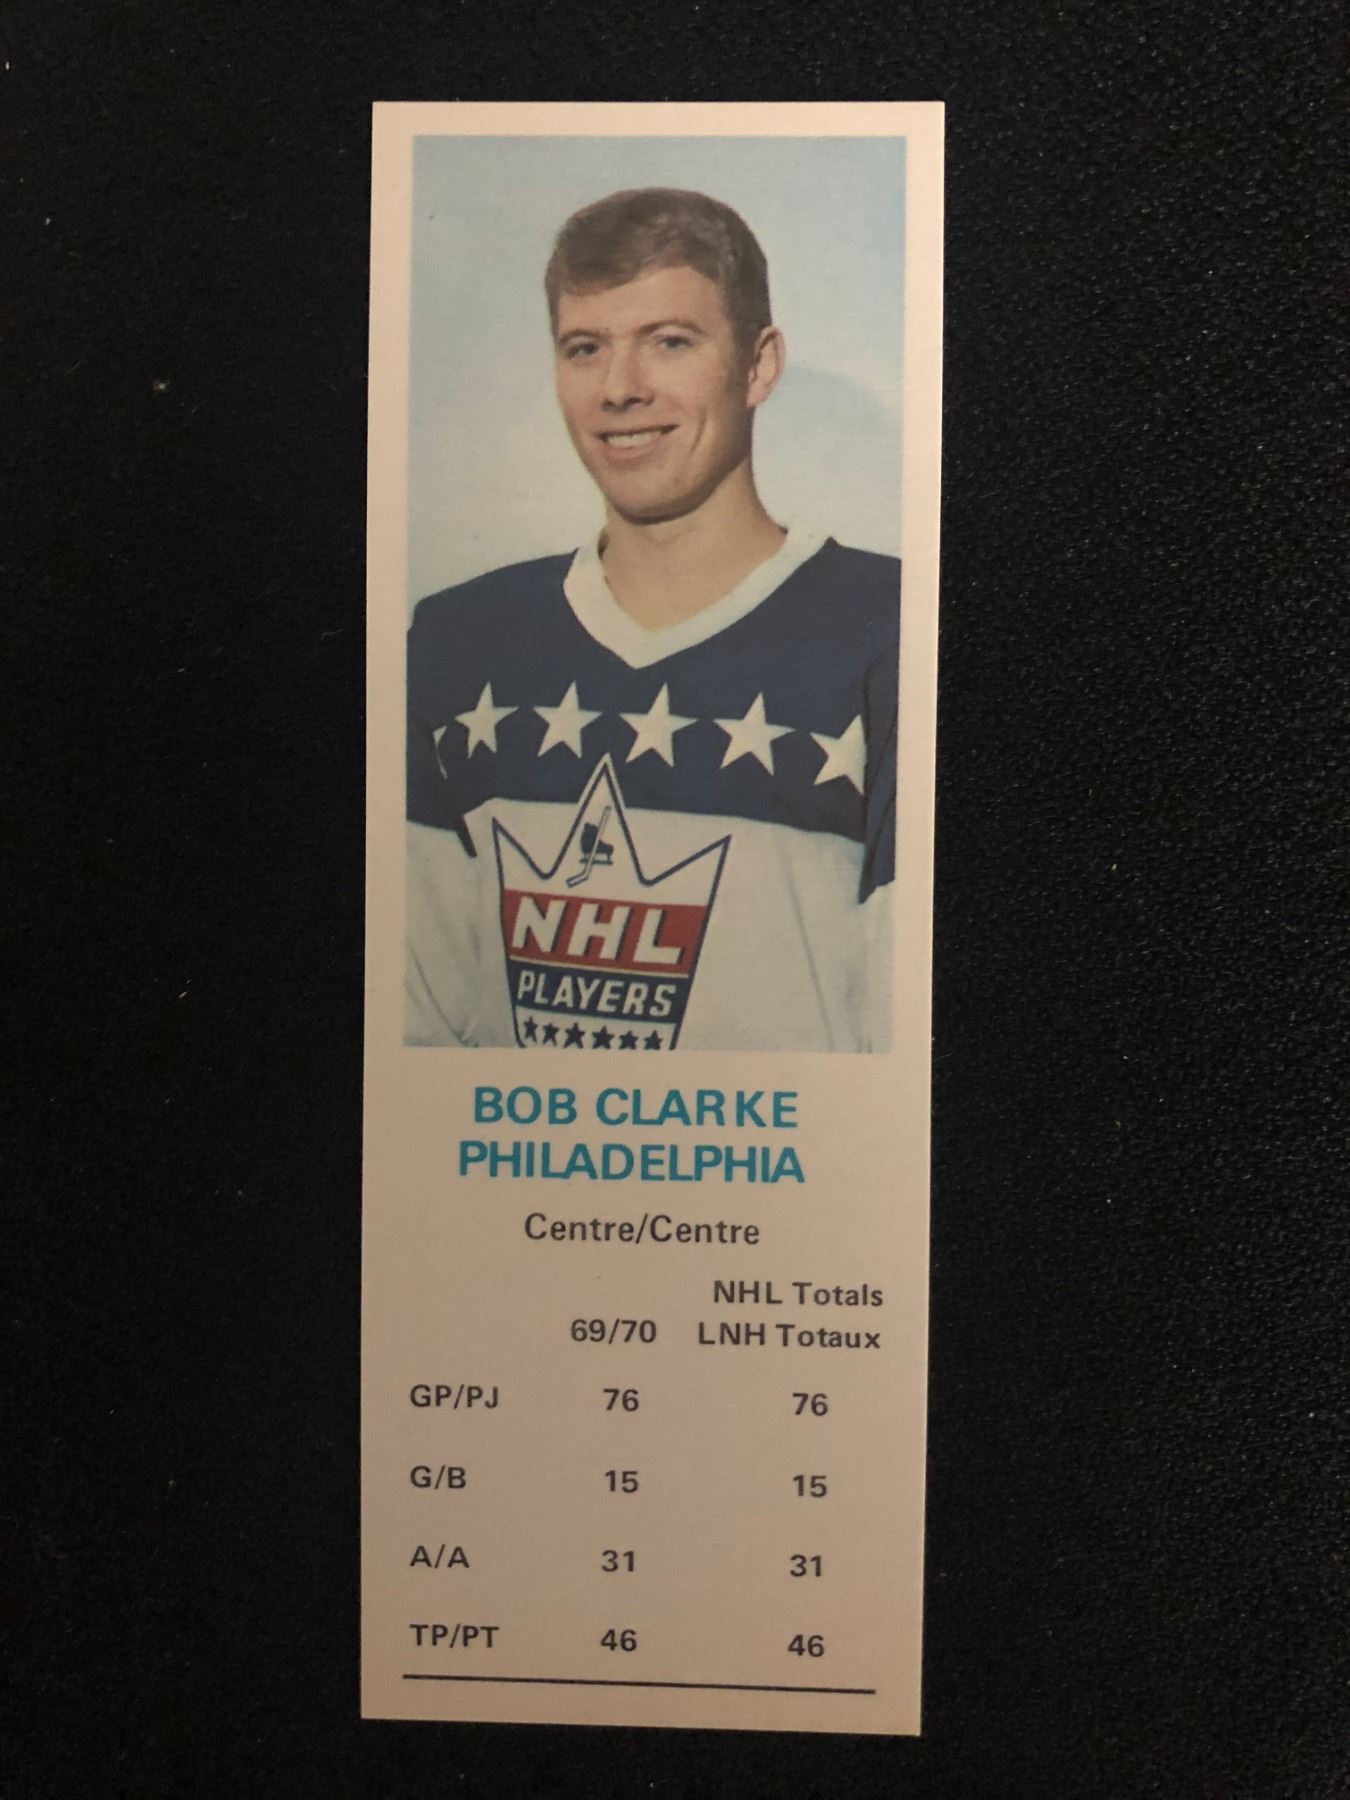 NHL
PLAYERS
BOB CLARKE
PHILADELPHIA
Centre/Centre
NHL Totals
69/70 LNH Totaux
GP/PJ 76 76
G/B 15 15
A/A 31 31
TP/PT 46 46